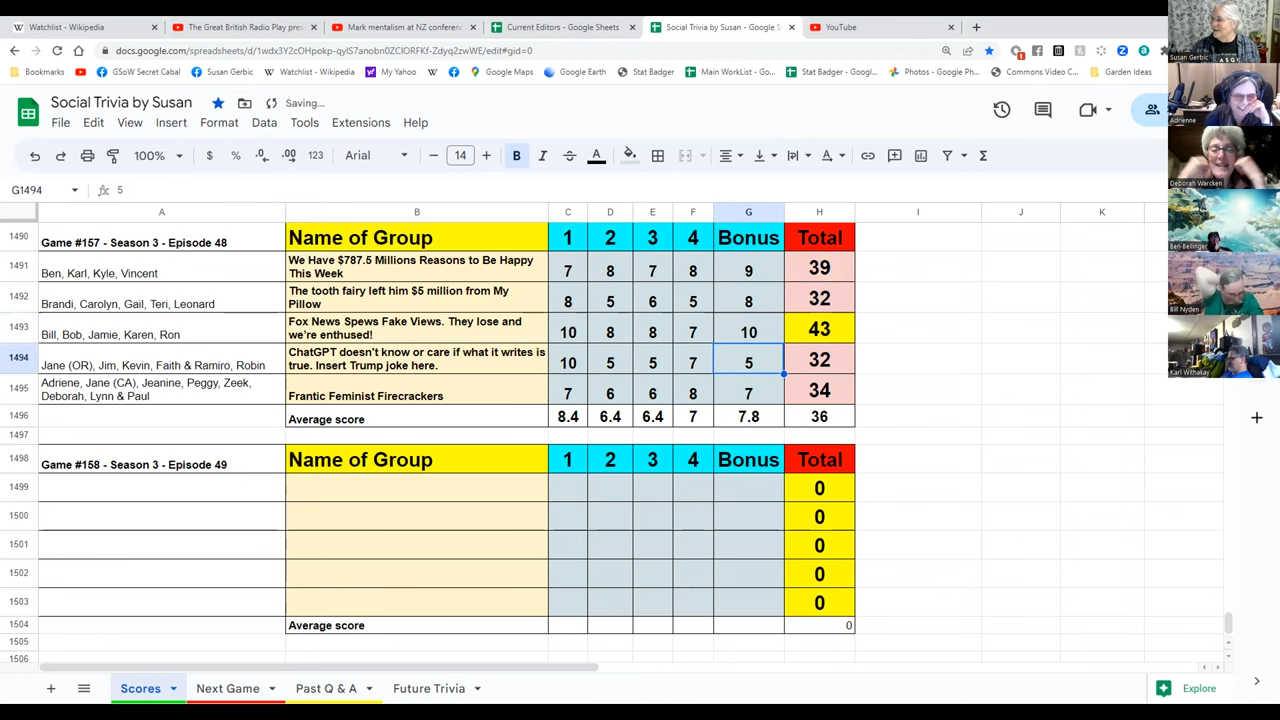 Watchlist - Wikipedia
The Great British Radio Play pres
Mark mentalism at NZ conferenc
Current Editors - Google Sheets
Social Trivia by Susan - Google S
YouTube
docs.google.com/spreadsheets/d/1wdx3Y2cOHpokp-qylS7anobn0ZClORFKf-Zdyq2zwWE/edit#gid=0
Bookmarks
GSoW Secret Cabal
Susan Gerbic
Watchlist - Wikipedia
My Yahoo
W
Google Maps
Google Earth
Stat Badger
Main WorkList - Go...
Stat Badger - Goog...
Photos - Google Ph...
Commons Video C...
Garden Ideas
Social Trivia by Susan
Saving...
File Edit View Insert Format Data Tools Extensions Help
100% $ % .0 .00 123 Arial 14 B I A
G1494 fx 5
A B C D E F G H I J K
1490 Game #157 - Season 3 - Episode 48 Name of Group 1 2 3 4 Bonus Total
1491 Ben, Karl, Kyle, Vincent We Have $787.5 Millions Reasons to Be Happy
This Week 7 8 7 8 9 39
1492 Brandi, Carolyn, Gail, Teri, Leonard The tooth fairy left him $5 million from My
Pillow 8 5 6 5 8 32
1493 Bill, Bob, Jamie, Karen, Ron Fox News Spews Fake Views. They lose and
we're enthused! 10 8 8 7 10 43
1494 Jane (OR), Jim, Kevin, Faith & Ramiro, Robin ChatGPT doesn't know or care if what it writes is
true. Insert Trump joke here. 10 5 5 7 5 32
1495 Adriene, Jane (CA), Jeanine, Peggy, Zeek,
Deborah, Lynn & Paul Frantic Feminist Firecrackers 7 6 6 8 7 34
1496 Average score 8.4 6.4 6.4 7 7.8 36
1497
1498 Game #158 - Season 3 - Episode 49 Name of Group 1 2 3 4 Bonus Total
1499 0
1500 0
1501 0
1502 0
1503 0
1504 Average score 0
1505
1506
Scores
Next Game
Past Q & A
Future Trivia
Explore
Susan Gerbic
Adrienne
Deborah Warcken
Ben Bellinger
Bill Nyden
Karl Withakay